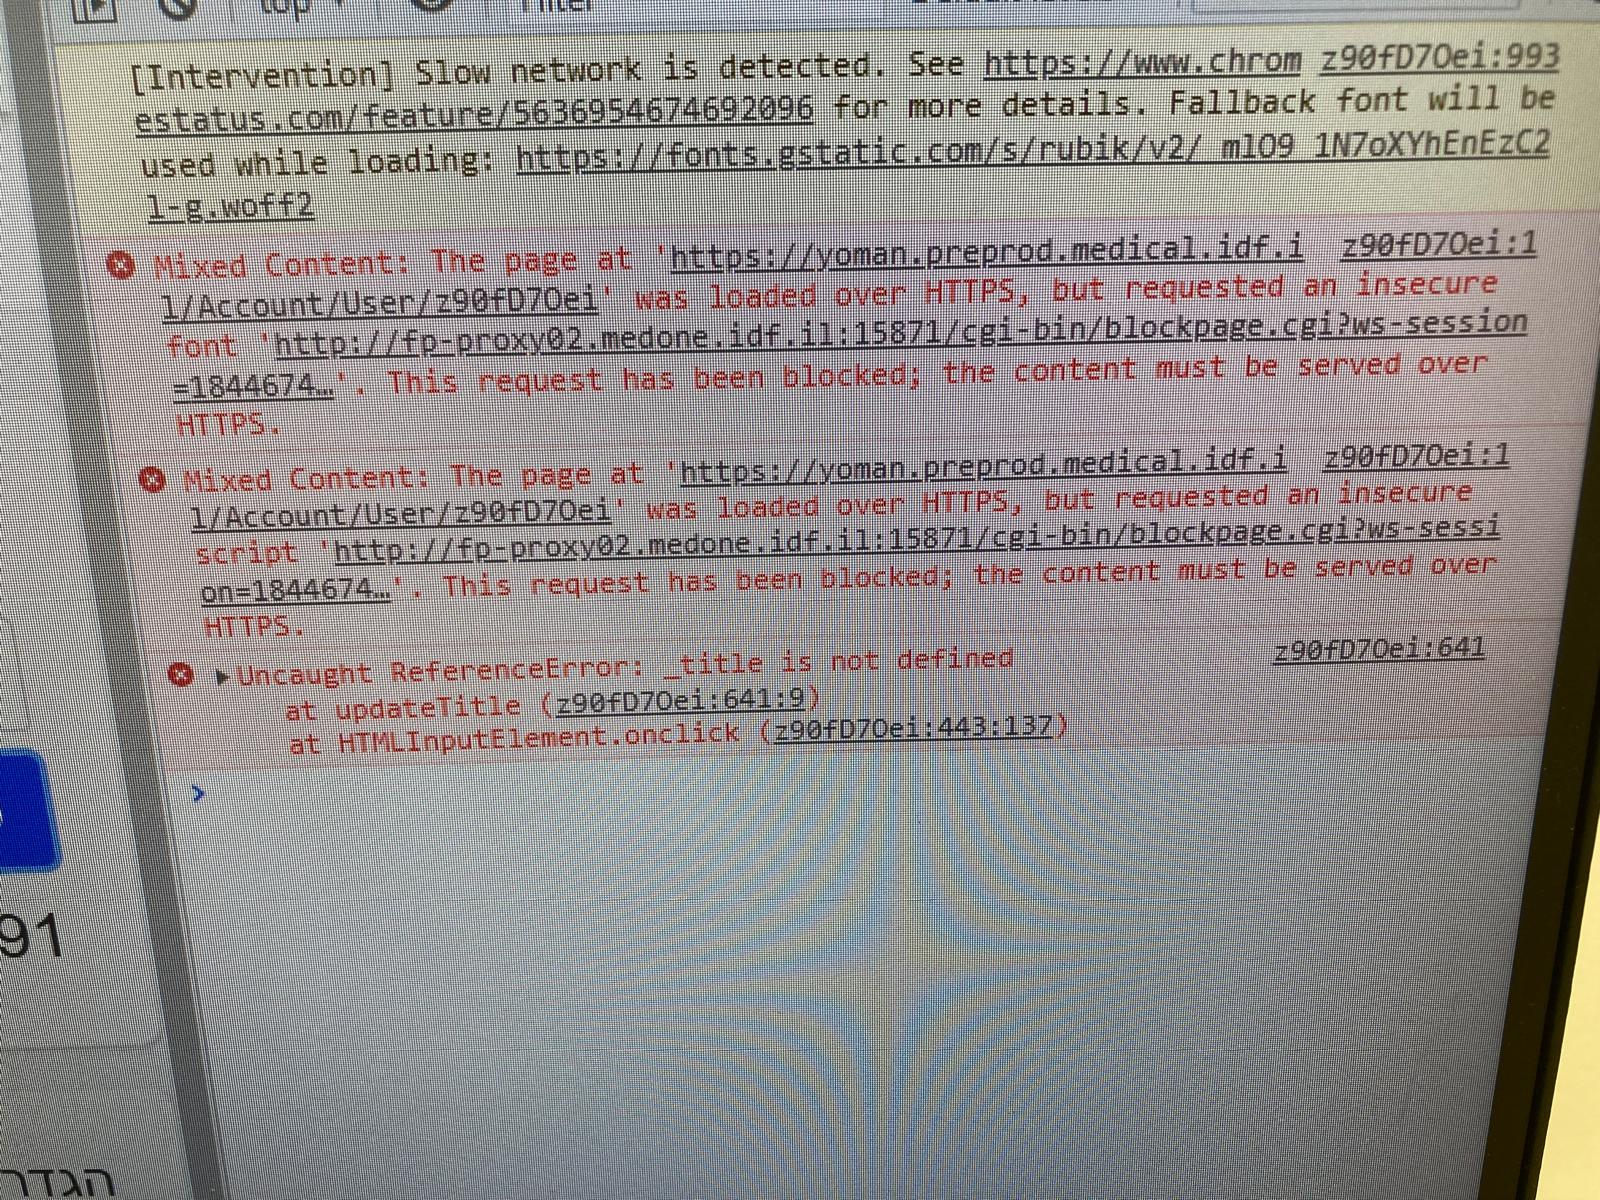 top
Filter
[Intervention] Slow network is detected. See https://www.chrom z90fD7Oei:993
estatus.com/feature/5636954674692096 for more details. Fallback font will be
used while loading: https://fonts.gstatic.com/s/rubik/v2/_mlO9_1N7oXYhEnEzC2
l-g.woff2
Mixed Content: The page at 'https://yoman.preprod.medical.idf.i z90fD7Oei:1
l/Account/User/z90fD7Oei' was loaded over HTTPS, but requested an insecure
font 'http://fp-proxy02.medone.idf.il:15871/cgi-bin/blockpage.cgi?ws-session
=1844674…'. This request has been blocked; the content must be served over
HTTPS.
Mixed Content: The page at 'https://yoman.preprod.medical.idf.i z90fD7Oei:1
l/Account/User/z90fD7Oei' was loaded over HTTPS, but requested an insecure
script 'http://fp-proxy02.medone.idf.il:15871/cgi-bin/blockpage.cgi?ws-sessi
on=1844674…'. This request has been blocked; the content must be served over
HTTPS.
Uncaught ReferenceError: _title is not defined z90fD7Oei:641
at updateTitle (z90fD7Oei:641:9)
at HTMLInputElement.onclick (z90fD7Oei:443:137)
91